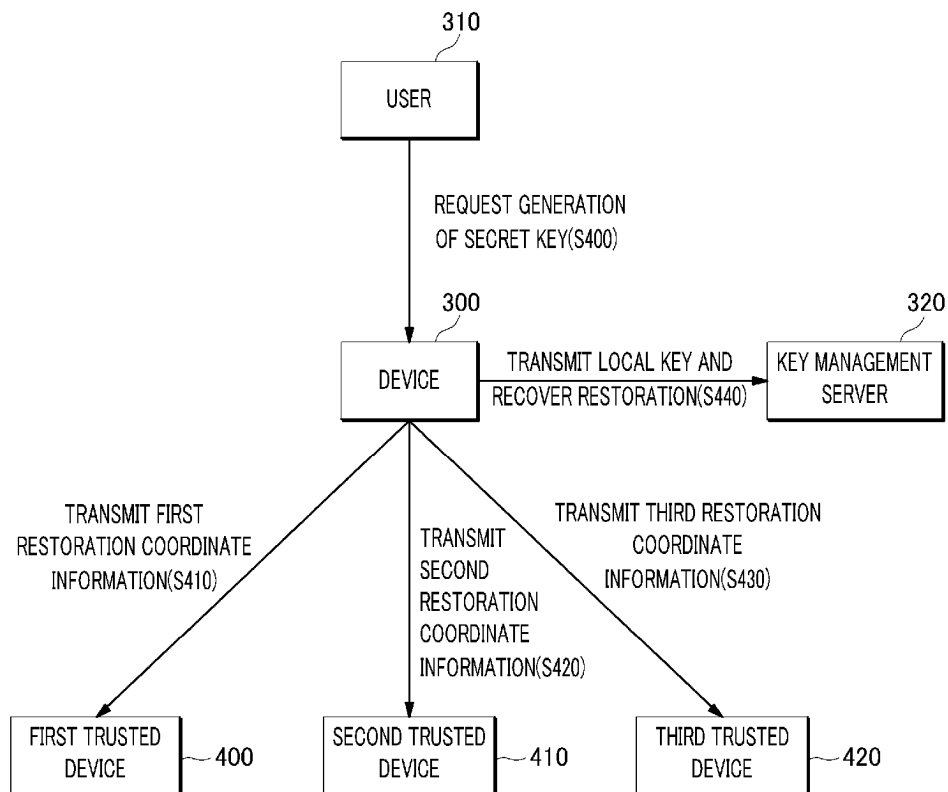 310
USER
REQUEST GENERATION
OF SECRET KEY(S400)
300
320
DEVICE
TRANSMIT LOCAL KEY AND
RECOVER RESTORATION(S440)
KEY MANAGEMENT
SERVER
TRANSMIT FIRST
RESTORATION COORDINATE
INFORMATION(S410)
TRANSMIT
SECOND
RESTORATION
COORDINATE
INFORMATION(S420)
TRANSMIT THIRD RESTORATION
COORDINATE
INFORMATION(S430)
FIRST TRUSTED
DEVICE
400
SECOND TRUSTED
DEVICE
410
THIRD TRUSTED
DEVICE
420